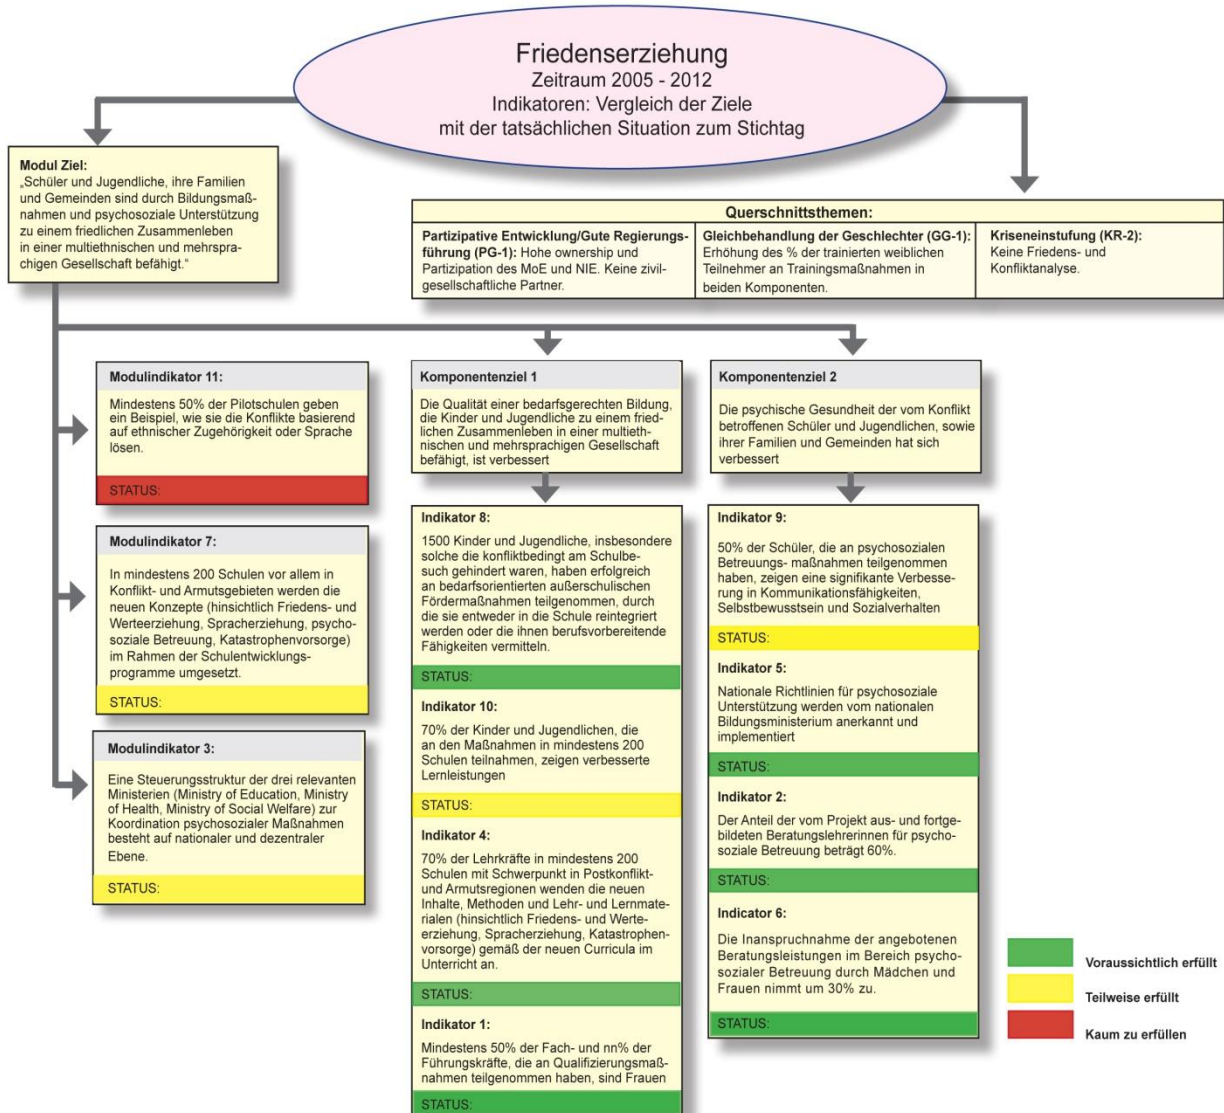 Friedenserziehung
Zeitraum 2005 - 2012
Indikatoren: Vergleich der Ziele
mit der tatsächlichen Situation zum Stichtag
Modul Ziel:
„Schüler und Jugendliche, ihre Familien
und Gemeinden sind durch Bildungsmaß-
nahmen und psychosoziale Unterstützung
zu einem friedlichen Zusammenleben
in einer multiethnischen und mehrspra-
chigen Gesellschaft befähigt.“
Querschnittsthemen:
Partizipative Entwicklung/Gute Regierungs-
führung (PG-1): Hohe ownership und
Partizipation des MoE und NIE. Keine zivil-
gesellschaftliche Partner.
Gleichbehandlung der Geschlechter (GG-1):
Erhöhung des % der trainierten weiblichen
Teilnehmer an Trainingsmaßnahmen in
beiden Komponenten.
Kriseneinstufung (KR-2):
Keine Friedens- und
Konfliktanalyse.
Modulindikator 11:
Mindestens 50% der Pilotschulen geben
ein Beispiel, wie sie die Konflikte basierend
auf ethnischer Zugehörigkeit oder Sprache
lösen.
STATUS:
Modulindikator 7:
In mindestens 200 Schulen vor allem in
Konflikt- und Armutsgebieten werden die
neuen Konzepte (hinsichtlich Friedens- und
Werteerziehung, Spracherziehung, psycho-
soziale Betreuung, Katastrophenvorsorge)
im Rahmen der Schulentwicklungs-
programme umgesetzt.
STATUS:
Modulindikator 3:
Eine Steuerungsstruktur der drei relevanten
Ministerien (Ministry of Education, Ministry
of Health, Ministry of Social Welfare) zur
Koordination psychosozialer Maßnahmen
besteht auf nationaler und dezentraler
Ebene.
STATUS:
Komponentenziel 1
Die Qualität einer bedarfsgerechten Bildung,
die Kinder und Jugendliche zu einem fried-
lichen Zusammenleben in einer multieth-
nischen und mehrsprachigen Gesellschaft
befähigt, ist verbessert
Indikator 8:
1500 Kinder und Jugendliche, insbesondere
solche die konfliktbedingt am Schulbe-
such gehindert waren, haben erfolgreich
an bedarfsorientierten außerschulischen
Fördermaßnahmen teilgenommen, durch
die sie entweder in die Schule reintegriert
werden oder die ihnen berufsvorbereitende
Fähigkeiten vermitteln.
STATUS:
Indikator 10:
70% der Kinder und Jugendlichen, die
an den Maßnahmen in mindestens 200
Schulen teilnahmen, zeigen verbesserte
Lernleistungen
STATUS:
Indikator 4:
70% der Lehrkräfte in mindestens 200
Schulen mit Schwerpunkt in Postkonflikt-
und Armutsregionen wenden die neuen
Inhalte, Methoden und Lehr- und Lernmate-
rialen (hinsichtlich Friedens- und Werte-
erziehung, Spracherziehung, Katastrophen-
vorsorge) gemäß der neuen Curricula im
Unterricht an.
STATUS:
Indikator 1:
Mindestens 50% der Fach- und nn% der
Führungskräfte, die an Qualifizierungsmaß-
nahmen teilgenommen haben, sind Frauen
STATUS:
Komponentenziel 2
Die psychische Gesundheit der vom Konflikt
betroffenen Schüler und Jugendlichen, sowie
ihrer Familien und Gemeinden hat sich
verbessert
Indikator 9:
50% der Schüler, die an psychosozialen
Betreuungs- maßnahmen teilgenommen
haben, zeigen eine signifikante Verbesse-
rung in Kommunikationsfähigkeiten,
Selbstbewusstsein und Sozialverhalten
STATUS:
Indikator 5:
Nationale Richtlinien für psychosoziale
Unterstützung werden vom nationalen
Bildungsministerium anerkannt und
implementiert
STATUS:
Indikator 2:
Der Anteil der vom Projekt aus- und fortge-
bildeten Beratungslehrerinnen für psycho-
soziale Betreuung beträgt 60%.
STATUS:
Indicator 6:
Die Inanspruchnahme der angebotenen
Beratungsleistungen im Bereich psycho-
sozialer Betreuung durch Mädchen und
Frauen nimmt um 30% zu.
STATUS:
Voraussichtlich erfüllt
Teilweise erfüllt
Kaum zu erfüllen